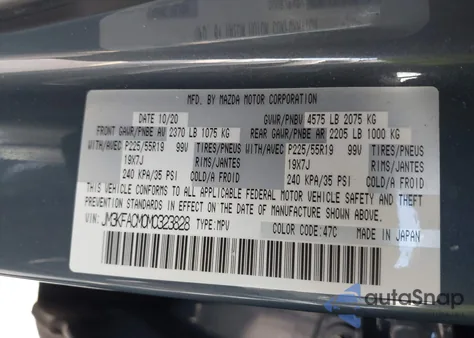 MFD. BY MAZDA MOTOR CORPORATION
DATE 10/20 GVWR/PNBV 4575 LB 2075 KG
FRONT GAWR/PNBE AV 2370 LB 1075 KG REAR GAWR/PNBE AR 2205 LB 1000 KG
WITH/AVEC P225/55R19 99V TIRES/PNEUS WITH/AVEC P225/55R19 99V TIRES/PNEUS
19X7J RIMS/JANTES 19X7J RIMS/JANTES
240 KPA/35 PSI COLD/A FROID 240 KPA/35 PSI COLD/A FROID
THIS VEHICLE CONFORMS TO ALL APPLICABLE FEDERAL MOTOR VEHICLE SAFETY AND THEFT
PREVENTION STANDARDS IN EFFECT ON THE DATE OF MANUFACTURE SHOWN ABOVE.
VIN: JM3KFACM0M0323828 TYPE: MPV COLOR CODE: 47C MADE IN JAPAN
autoSnap